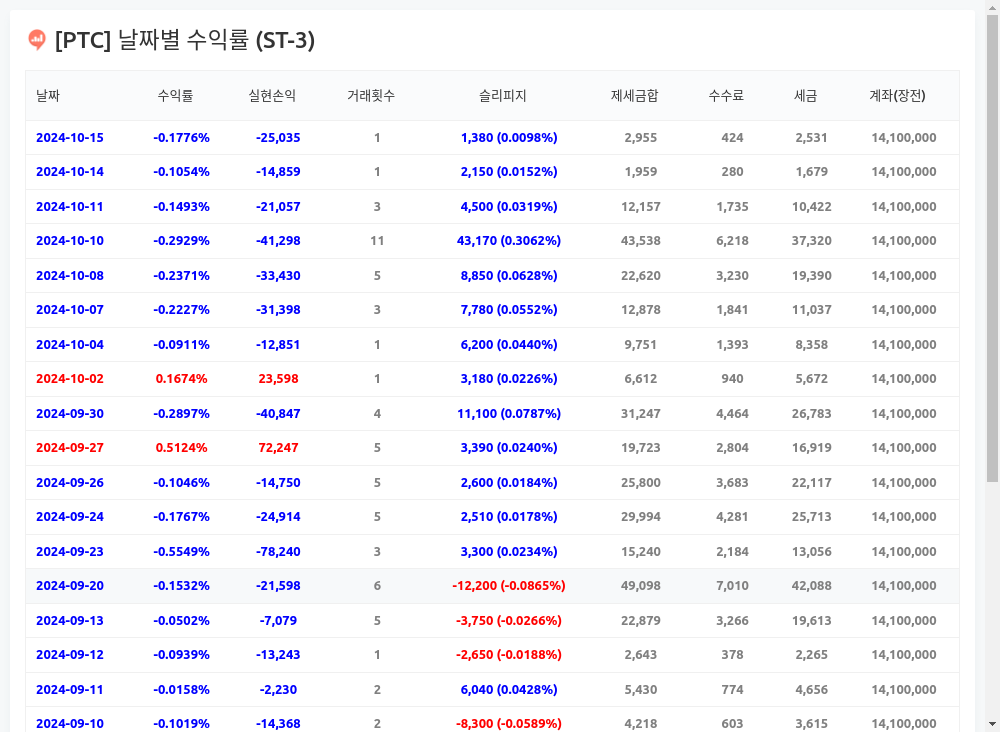 [PTC] 날짜별 수익률 (ST-3)
날짜 수익률 실현손익 거래횟수 슬리피지 제세금합 수수료 세금 계좌(장전)
2024-10-15 -0.1776% -25,035 1 1,380 (0.0098%) 2,955 424 2,531 14,100,000
2024-10-14 -0.1054% -14,859 1 2,150 (0.0152%) 1,959 280 1,679 14,100,000
2024-10-11 -0.1493% -21,057 3 4,500 (0.0319%) 12,157 1,735 10,422 14,100,000
2024-10-10 -0.2929% -41,298 11 43,170 (0.3062%) 43,538 6,218 37,320 14,100,000
2024-10-08 -0.2371% -33,430 5 8,850 (0.0628%) 22,620 3,230 19,390 14,100,000
2024-10-07 -0.2227% -31,398 3 7,780 (0.0552%) 12,878 1,841 11,037 14,100,000
2024-10-04 -0.0911% -12,851 1 6,200 (0.0440%) 9,751 1,393 8,358 14,100,000
2024-10-02 0.1674% 23,598 1 3,180 (0.0226%) 6,612 940 5,672 14,100,000
2024-09-30 -0.2897% -40,847 4 11,100 (0.0787%) 31,247 4,464 26,783 14,100,000
2024-09-27 0.5124% 72,247 5 3,390 (0.0240%) 19,723 2,804 16,919 14,100,000
2024-09-26 -0.1046% -14,750 5 2,600 (0.0184%) 25,800 3,683 22,117 14,100,000
2024-09-24 -0.1767% -24,914 5 2,510 (0.0178%) 29,994 4,281 25,713 14,100,000
2024-09-23 -0.5549% -78,240 3 3,300 (0.0234%) 15,240 2,184 13,056 14,100,000
2024-09-20 -0.1532% -21,598 6 -12,200 (-0.0865%) 49,098 7,010 42,088 14,100,000
2024-09-13 -0.0502% -7,079 5 -3,750 (-0.0266%) 22,879 3,266 19,613 14,100,000
2024-09-12 -0.0939% -13,243 1 -2,650 (-0.0188%) 2,643 378 2,265 14,100,000
2024-09-11 -0.0158% -2,230 2 6,040 (0.0428%) 5,430 774 4,656 14,100,000
2024-09-10 -0.1019% -14,368 2 -8,300 (-0.0589%) 4,218 603 3,615 14,100,000